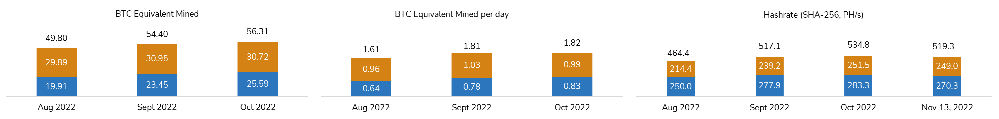 BTC Equivalent Mined
49.80
54.40
56.31
29.89
30.95
30.72
19.91
23.45
25.59
Aug 2022
Sept 2022
Oct 2022
BTC Equivalent Mined per day
1.61
1.81
1.82
0.96
1.03
0.99
0.64
0.78
0.83
Aug 2022
Sept 2022
Oct 2022
Hashrate (SHA-256, PH/s)
464.4
517.1
534.8
519.3
214.4
239.2
251.5
249.0
250.0
277.9
283.3
270.3
Aug 2022
Sept 2022
Oct 2022
Nov 13, 2022